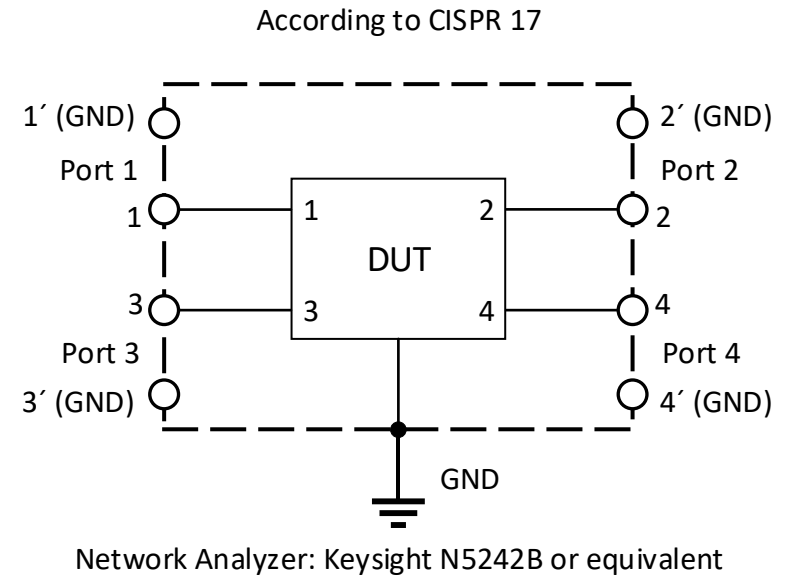 According to CISPR 17
1´ (GND)
2´ (GND)
Port 1
Port 2
1
1
2
2
DUT
3
3
4
4
Port 3
Port 4
3´ (GND)
4´ (GND)
GND
Network Analyzer: Keysight N5242B or equivalent